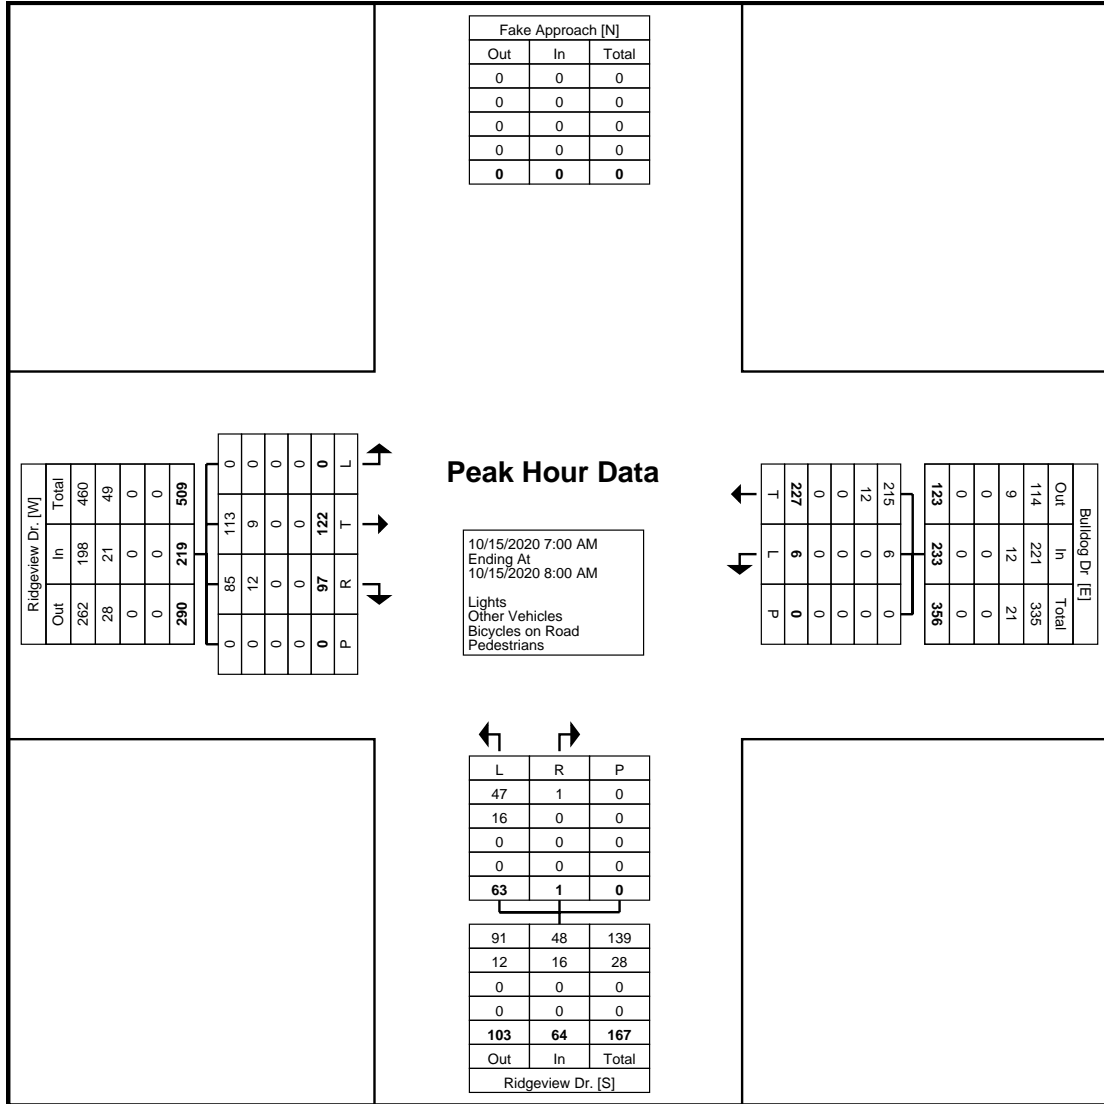 Fake Approach [N]
Out In Total
0 0 0
0 0 0
0 0 0
0 0 0
0 0 0
Peak Hour Data
10/15/2020 7:00 AM
Ending At
10/15/2020 8:00 AM
Lights
Other Vehicles
Bicycles on Road
Pedestrians
Ridgeview Dr. [W]
Total 460 49 0 0 509
In 198 21 0 0 219
Out 262 28 0 0 290
0 0 0 0 0 L
113 9 0 0 122 T
85 12 0 0 97 R
0 0 0 0 0 P
Bulldog Dr [E]
Out In Total
114 221 335
9 12 21
0 0 0
0 0 0
123 233 356
215 6 0
12 0 0
0 0 0
0 0 0
227 6 0
T L P
L R P
47 1 0
16 0 0
0 0 0
0 0 0
63 1 0
91 48 139
12 16 28
0 0 0
0 0 0
103 64 167
Out In Total
Ridgeview Dr. [S]